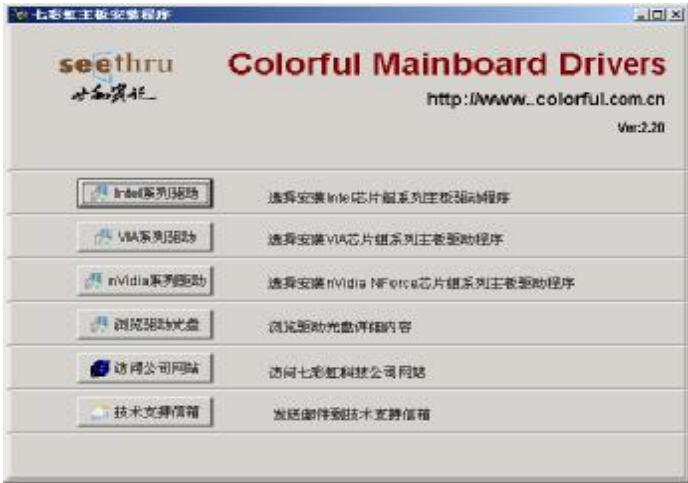 七彩虹主板安装程序
seethru
世和资讯
Colorful Mainboard Drivers
http://www.colorful.com.cn
Ver:2.20
Intel系列驱动
选择安装Intel芯片组系列主板驱动程序
VIA系列驱动
选择安装VIA芯片组系列主板驱动程序
nVidia系列驱动
选择安装nVidia NForce芯片组系列主板驱动程序
浏览驱动光盘
浏览驱动光盘详细内容
访问公司网站
访问七彩虹科技公司网站
技术支持信箱
发送邮件到技术支持信箱